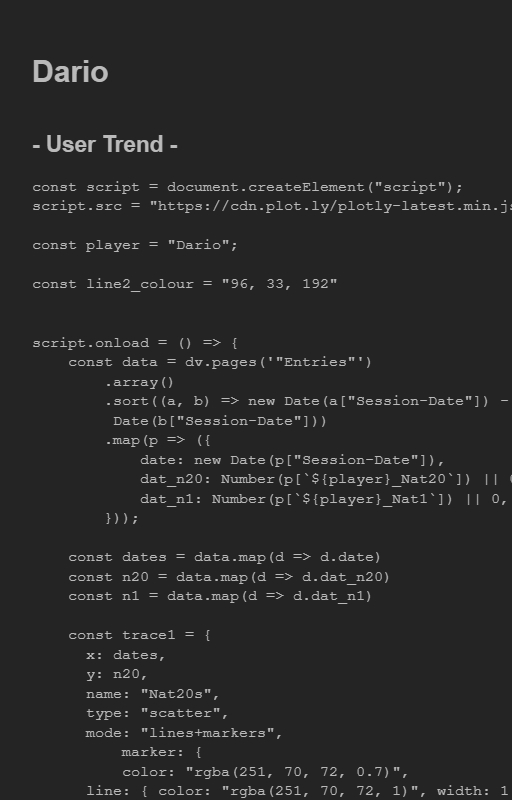 Dario
- User Trend -
const script = document.createElement("script");
script.src = "https://cdn.plot.ly/plotly-latest.min.js
const player = "Dario";
const line2_colour = "96, 33, 192"
script.onload = () => {
    const data = dv.pages('"Entries"')
        .array()
        .sort((a, b) => new Date(a["Session-Date"]) -
         Date(b["Session-Date"]))
        .map(p => ({
            date: new Date(p["Session-Date"]),
            dat_n20: Number(p[`${player}_Nat20`]) || 0
            dat_n1: Number(p[`${player}_Nat1`]) || 0,
        }));
    const dates = data.map(d => d.date)
    const n20 = data.map(d => d.dat_n20)
    const n1 = data.map(d => d.dat_n1)
    const trace1 = {
      x: dates,
      y: n20,
      name: "Nat20s",
      type: "scatter",
      mode: "lines+markers",
          marker: {
          color: "rgba(251, 70, 72, 0.7)",
      line: { color: "rgba(251, 70, 72, 1)", width: 1